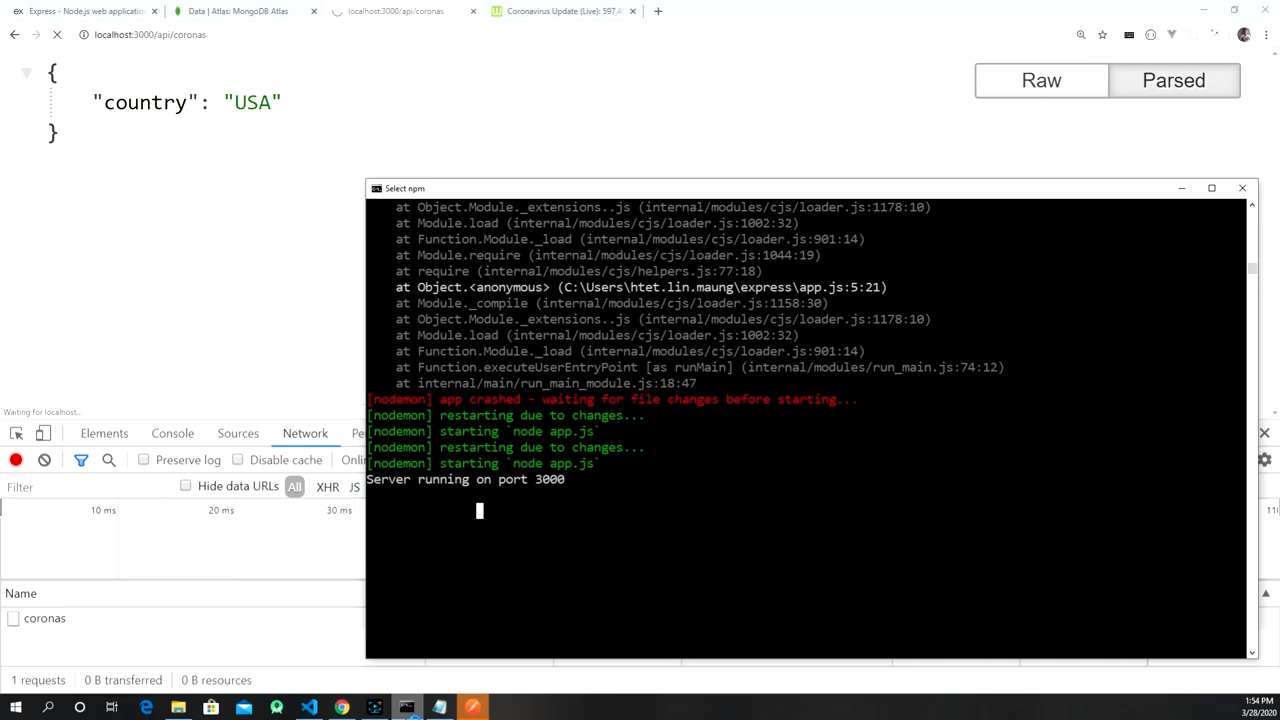 Express - Node.js web application
Data | Atlas: MongoDB Atlas
localhost:3000/api/coronas
Coronavirus Update (Live): 597,4
localhost:3000/api/coronas
{
"country": "USA"
}
Raw
Parsed
Select npm
at Object.Module._extensions..js (internal/modules/cjs/loader.js:1178:10)
at Module.load (internal/modules/cjs/loader.js:1002:32)
at Function.Module._load (internal/modules/cjs/loader.js:901:14)
at Module.require (internal/modules/cjs/loader.js:1044:19)
at require (internal/modules/cjs/helpers.js:77:18)
at Object.<anonymous> (C:\Users\htet.lin.maung\express\app.js:5:21)
at Module._compile (internal/modules/cjs/loader.js:1158:30)
at Object.Module._extensions..js (internal/modules/cjs/loader.js:1178:10)
at Module.load (internal/modules/cjs/loader.js:1002:32)
at Function.Module._load (internal/modules/cjs/loader.js:901:14)
at Function.executeUserEntryPoint [as runMain] (internal/modules/run_main.js:74:12)
at internal/main/run_main_module.js:18:47
[nodemon] app crashed - waiting for file changes before starting...
[nodemon] restarting due to changes...
[nodemon] starting `node app.js`
[nodemon] restarting due to changes...
[nodemon] starting `node app.js`
Server running on port 3000
Waiting for localhost...
Elements
Console
Sources
Network
Pe
Preserve log
Disable cache
Onli
Filter
Hide data URLs
All
XHR
JS
10 ms
20 ms
30 ms
11
Name
coronas
1 requests
0 B transferred
0 B resources
1:54 PM
3/28/2020